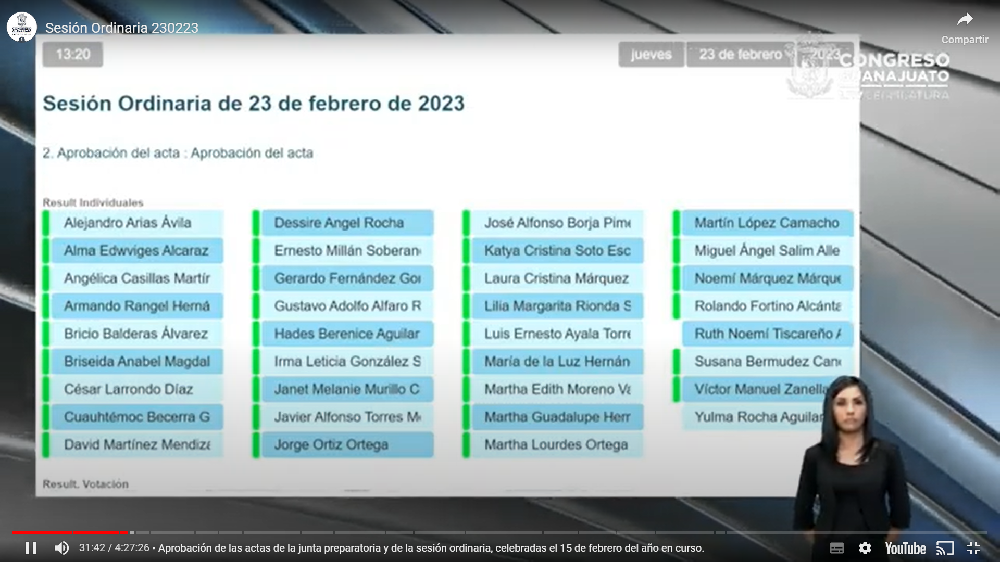 Sesión Ordinaria 230223
Compartir
13:20
jueves 23 de febrero 2023
CONGRESO
GUANAJUATO
LXV LEGISLATURA
Sesión Ordinaria de 23 de febrero de 2023
2. Aprobación del acta : Aprobación del acta
Result Individuales
Alejandro Arias Ávila
Alma Edwviges Alcaraz
Angélica Casillas Martír
Armando Rangel Herná
Bricio Balderas Álvarez
Briseida Anabel Magdal
César Larrondo Díaz
Cuauhtémoc Becerra G
David Martínez Mendiza
Dessire Angel Rocha
Ernesto Millán Soberan
Gerardo Fernández Gon
Gustavo Adolfo Alfaro R
Hades Berenice Aguilar
Irma Leticia González S
Janet Melanie Murillo C
Javier Alfonso Torres Me
Jorge Ortiz Ortega
José Alfonso Borja Pime
Katya Cristina Soto Esc
Laura Cristina Márquez
Lilia Margarita Rionda S
Luis Ernesto Ayala Torre
María de la Luz Hernán
Martha Edith Moreno Va
Martha Guadalupe Herr
Martha Lourdes Ortega
Martín López Camacho
Miguel Ángel Salim Alle
Noemí Márquez Márque
Rolando Fortino Alcánta
Ruth Noemí Tiscareño A
Susana Bermudez Can
Víctor Manuel Zanella
Yulma Rocha Aguilar
Result. Votación
31:42 / 4:27:26 • Aprobación de las actas de la junta preparatoria y de la sesión ordinaria, celebradas el 15 de febrero del año en curso.
YouTube